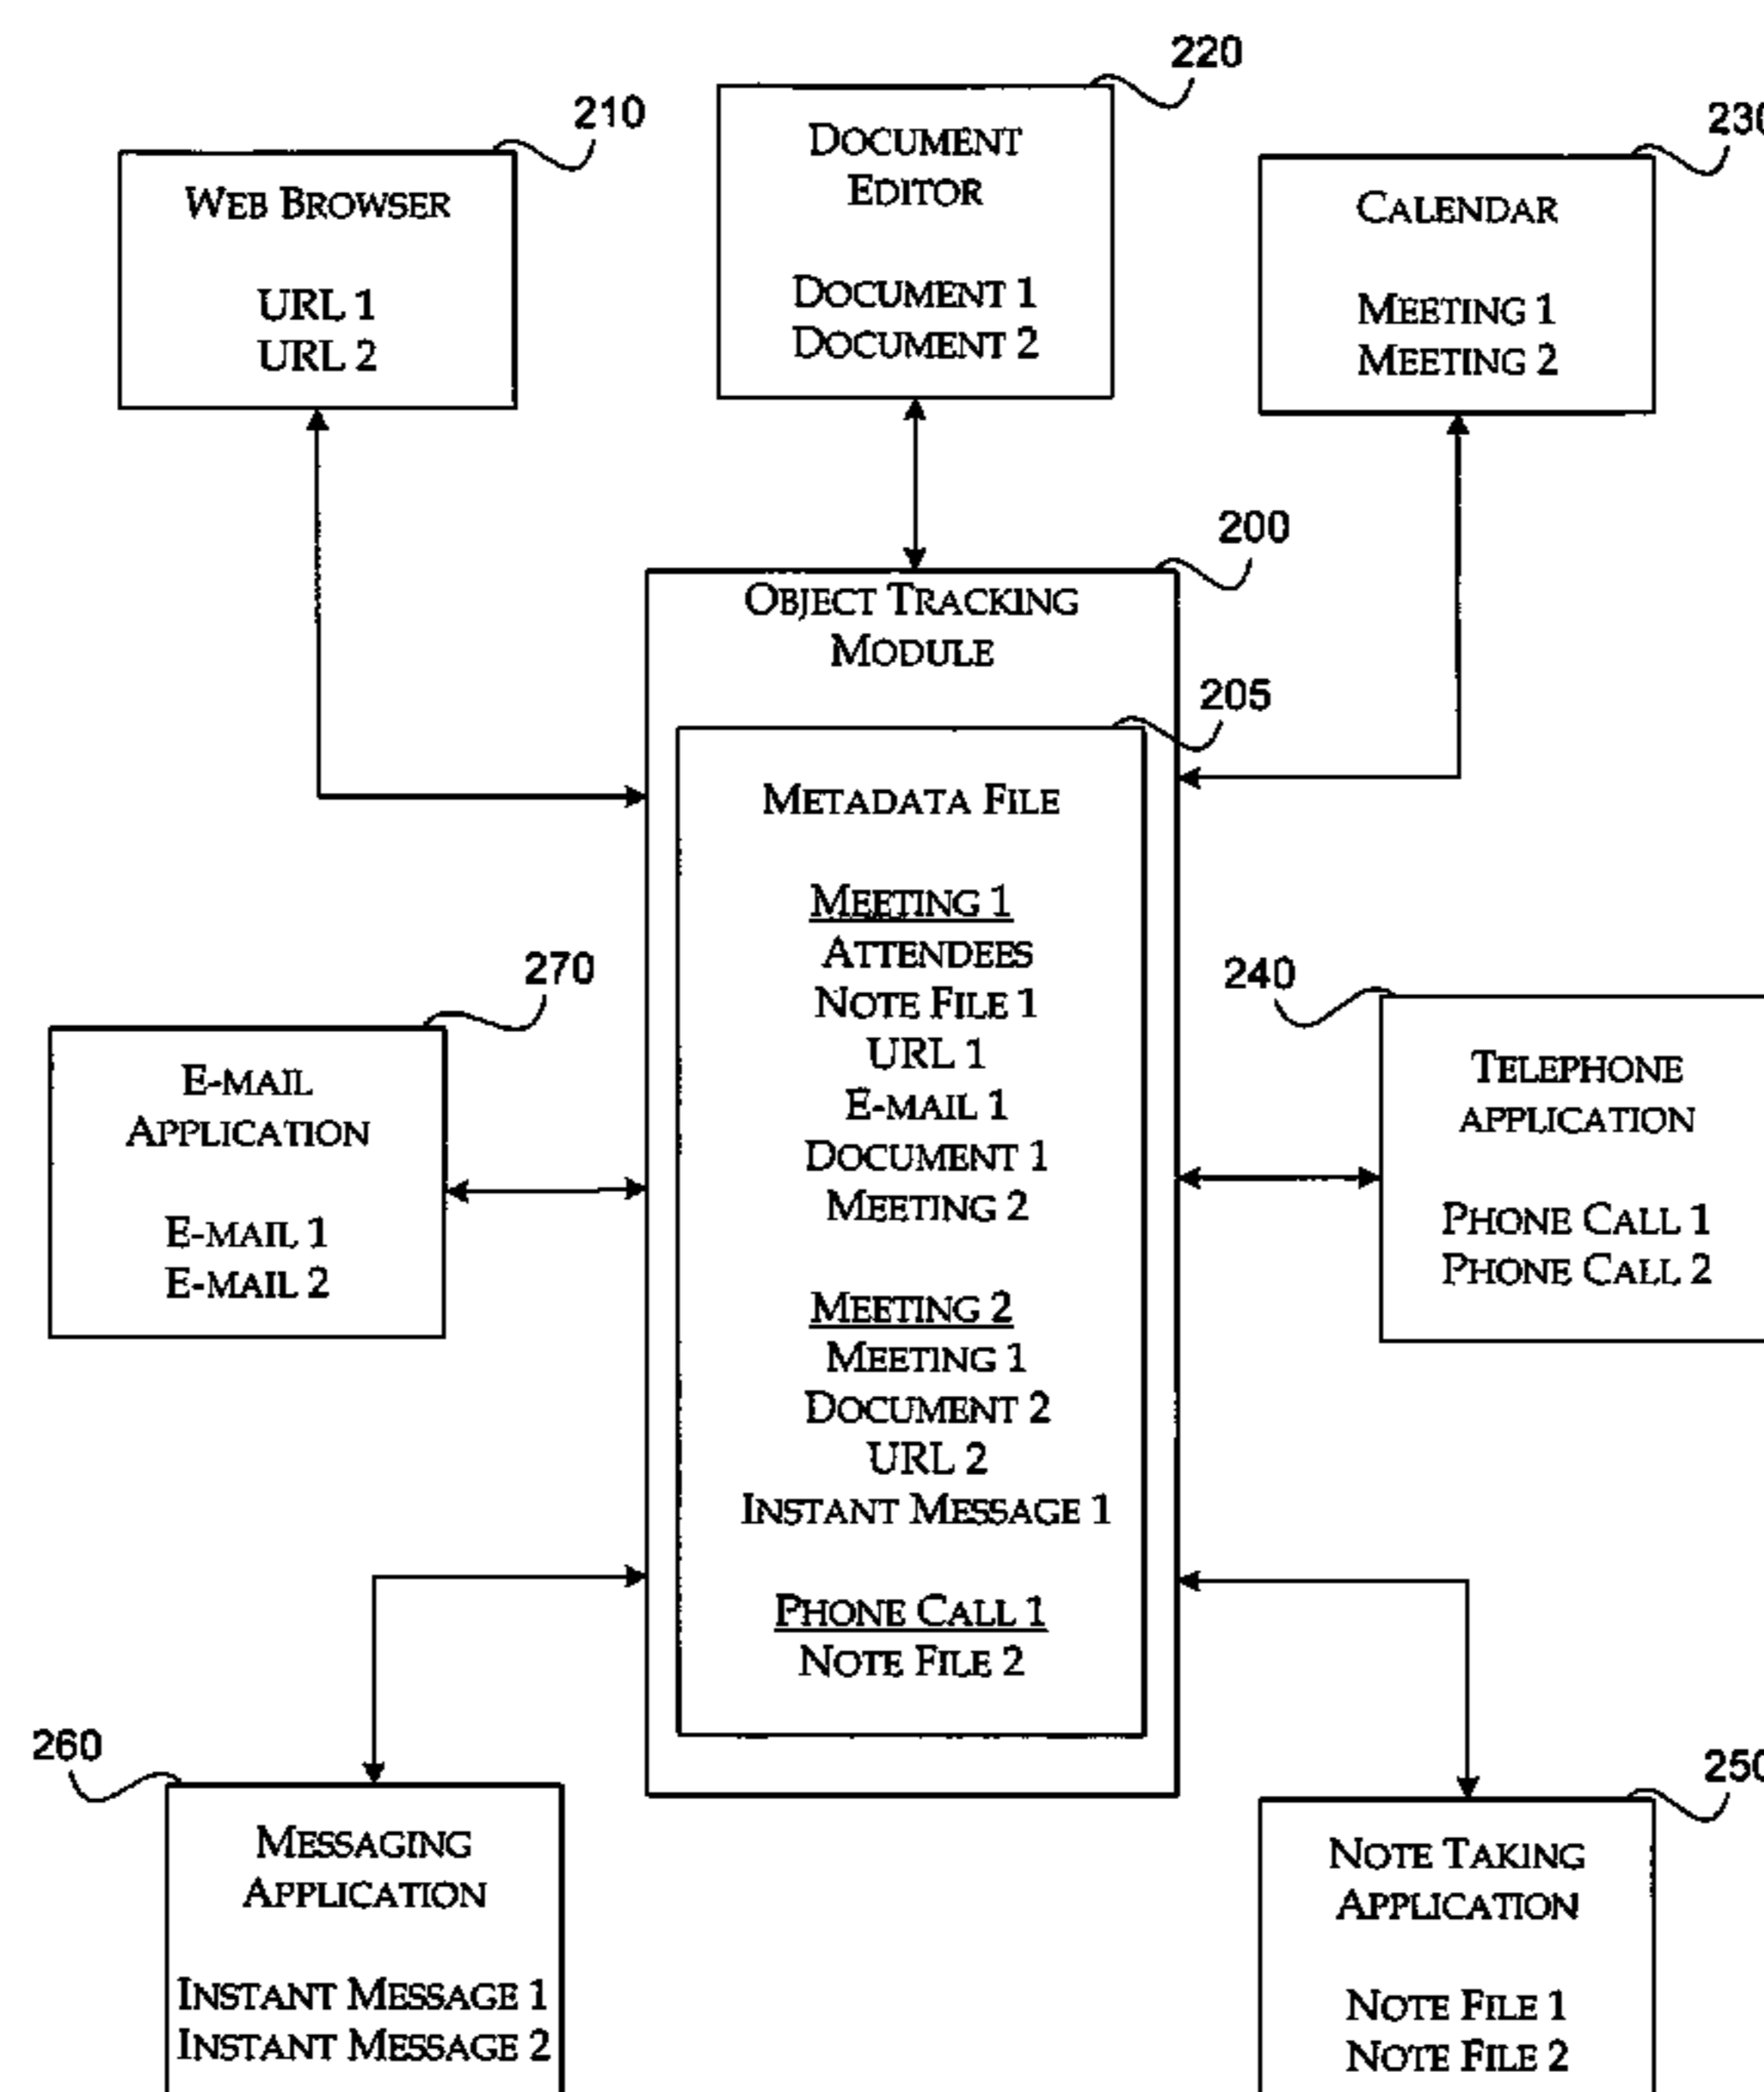 220
210
230
DOCUMENT
EDITOR
DOCUMENT 1
DOCUMENT 2
WEB BROWSER
URL 1
URL 2
CALENDAR
MEETING 1
MEETING 2
200
OBJECT TRACKING
MODULE
205
METADATA FILE
MEETING 1
ATTENDEES
NOTE FILE 1
URL 1
E-MAIL 1
DOCUMENT 1
MEETING 2
MEETING 2
MEETING 1
DOCUMENT 2
URL 2
INSTANT MESSAGE 1
PHONE CALL 1
NOTE FILE 2
270
E-MAIL
APPLICATION
E-MAIL 1
E-MAIL 2
240
TELEPHONE
APPLICATION
PHONE CALL 1
PHONE CALL 2
260
MESSAGING
APPLICATION
INSTANT MESSAGE 1
INSTANT MESSAGE 2
250
NOTE TAKING
APPLICATION
NOTE FILE 1
NOTE FILE 2